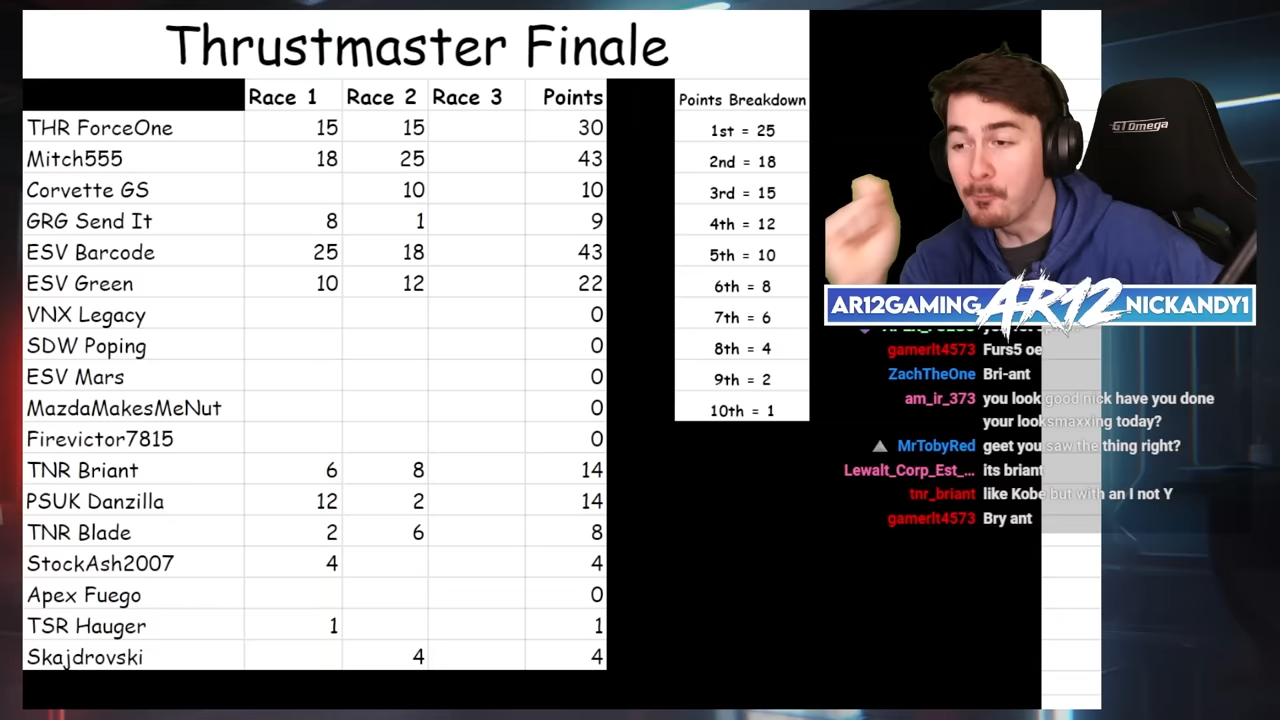 Thrustmaster Finale
Race 1 Race 2 Race 3 Points
THR ForceOne 15 15 30
Mitch555 18 25 43
Corvette GS 10 10
GRG Send It 8 1 9
ESV Barcode 25 18 43
ESV Green 10 12 22
VNX Legacy 0
SDW Poping 0
ESV Mars 0
MazdaMakesMeNut 0
Firevictor7815 0
TNR Briant 6 8 14
PSUK Danzilla 12 2 14
TNR Blade 2 6 8
StockAsh2007 4 4
Apex Fuego 0
TSR Hauger 1 1
Skajdrovski 4 4
Points Breakdown
1st = 25
2nd = 18
3rd = 15
4th = 12
5th = 10
6th = 8
7th = 6
8th = 4
9th = 2
10th = 1
GTOmega
AR12GAMING AR12 NICKANDY1
gamerlt4573 Furs5 oe
ZachTheOne Bri-ant
am_ir_373 you look good nick have you done
your looksmaxxing today?
MrTobyRed geet you saw the thing right?
Lewalt_Corp_Est_... its briant
tnr_briant like Kobe but with an I not Y
gamerlt4573 Bry ant